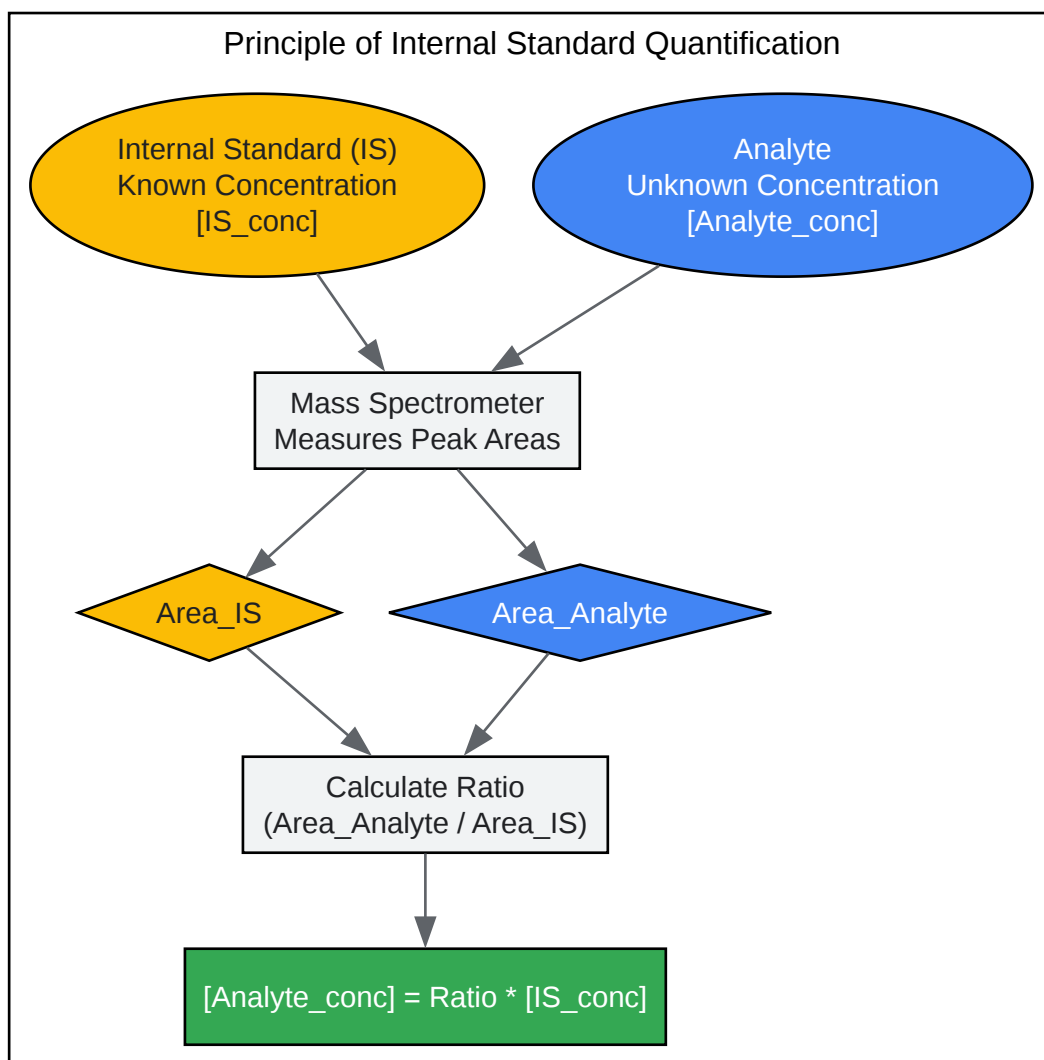 Principle of Internal Standard Quantification
Internal Standard (IS)
Known Concentration
[IS_conc]
Analyte
Unknown Concentration
[Analyte_conc]
Mass Spectrometer
Measures Peak Areas
Area_IS
Area_Analyte
Calculate Ratio
(Area_Analyte / Area_IS)
[Analyte_conc] = Ratio * [IS_conc]